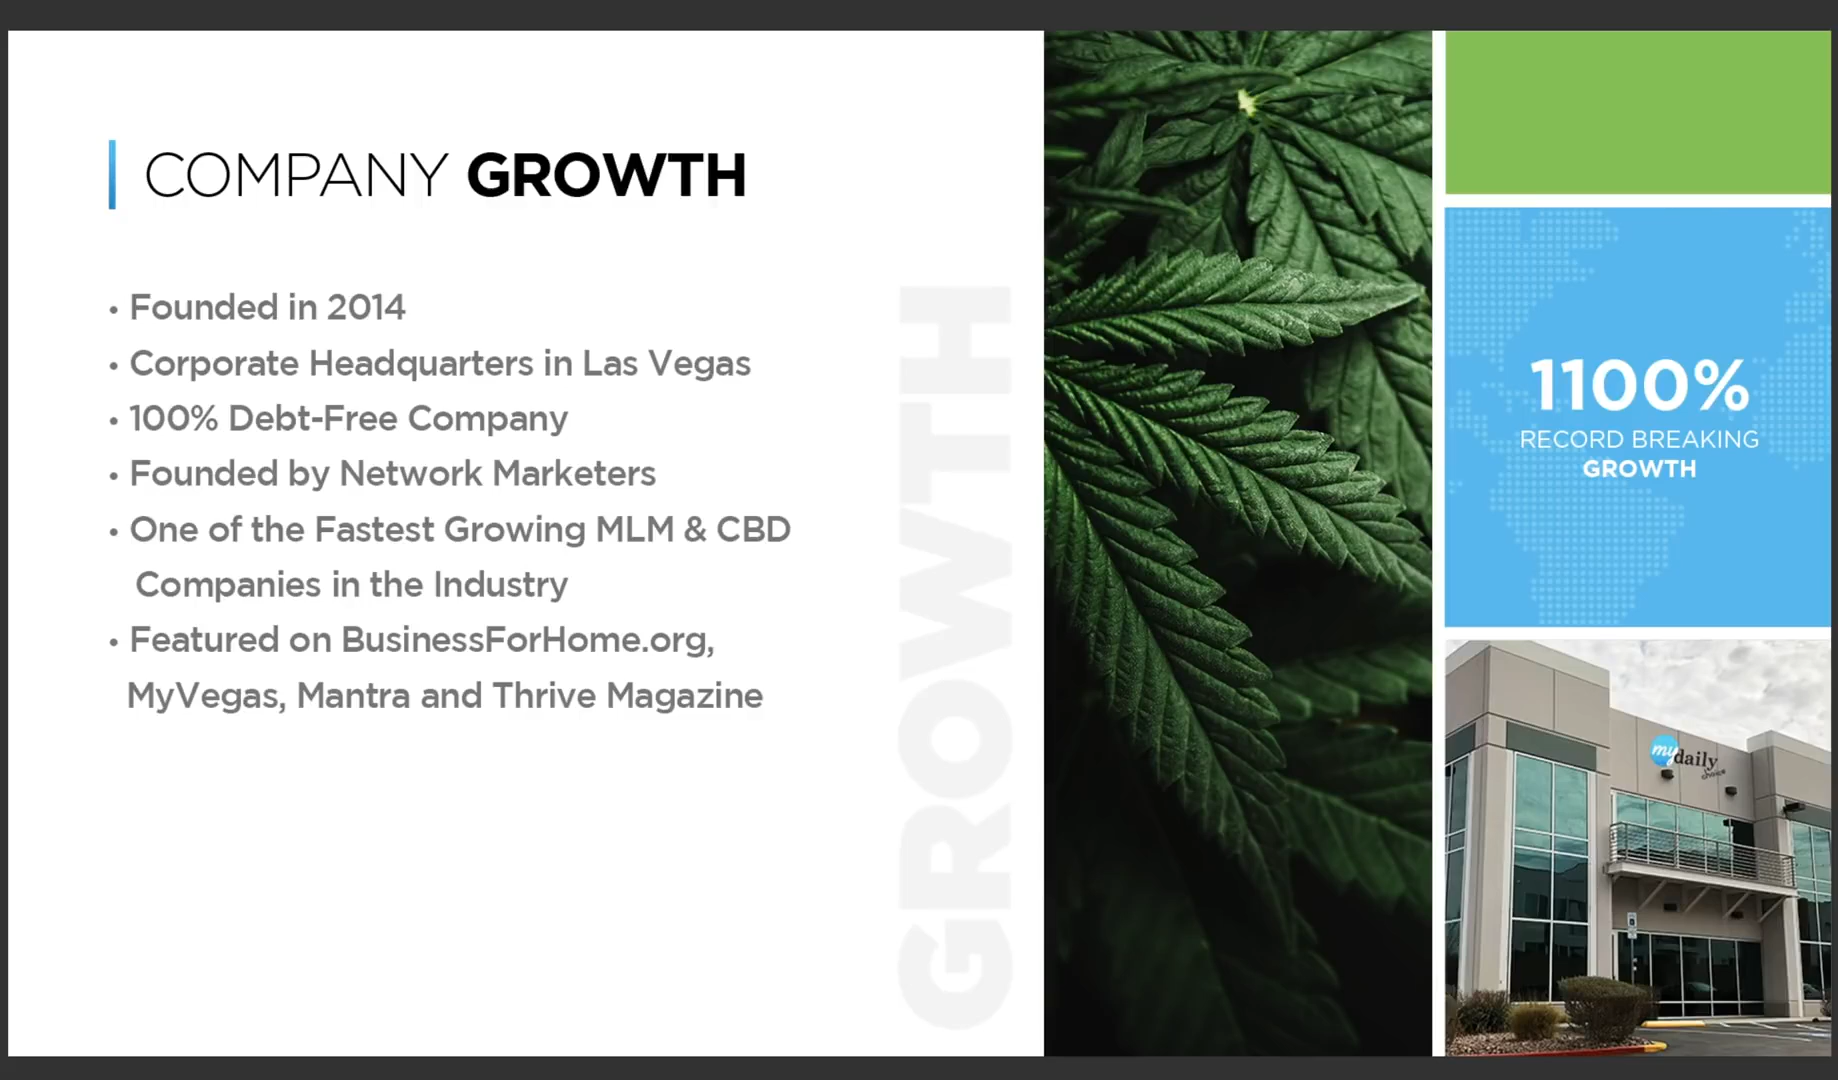 COMPANY GROWTH
• Founded in 2014
• Corporate Headquarters in Las Vegas
• 100% Debt-Free Company
• Founded by Network Marketers
• One of the Fastest Growing MLM & CBD
Companies in the Industry
• Featured on BusinessForHome.org,
MyVegas, Mantra and Thrive Magazine
GROWTH
1100%
RECORD BREAKING
GROWTH
my daily
choice